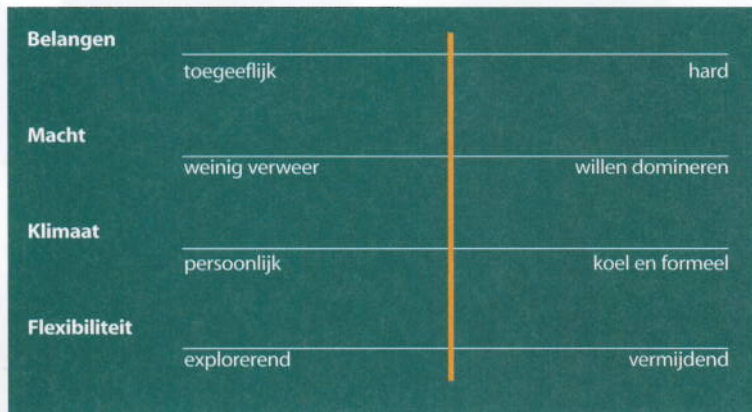 Belangen
toegeeflijk hard
Macht
weinig verweer willen domineren
Klimaat
persoonlijk koel en formeel
Flexibiliteit
explorerend vermijdend